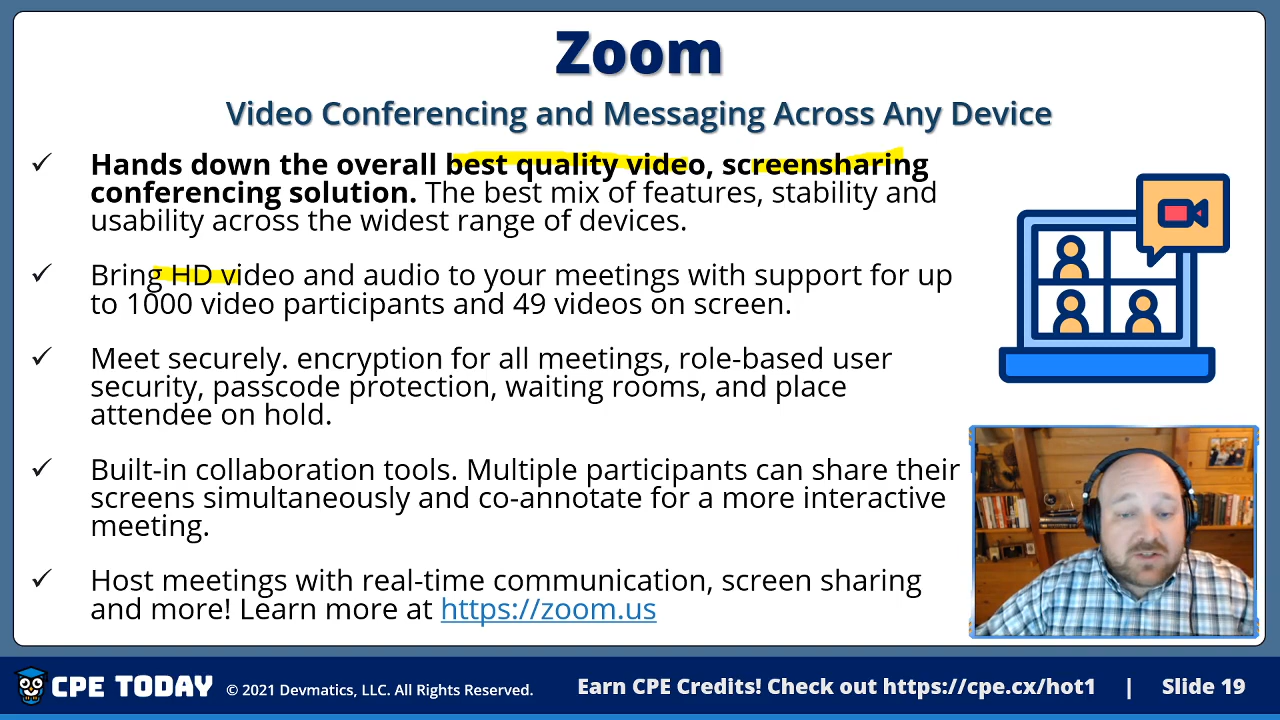 Zoom
Video Conferencing and Messaging Across Any Device
✓ Hands down the overall best quality video, screensharing
conferencing solution. The best mix of features, stability and
usability across the widest range of devices.
✓ Bring HD video and audio to your meetings with support for up
to 1000 video participants and 49 videos on screen.
✓ Meet securely. encryption for all meetings, role-based user
security, passcode protection, waiting rooms, and place
attendee on hold.
✓ Built-in collaboration tools. Multiple participants can share their
screens simultaneously and co-annotate for a more interactive
meeting.
✓ Host meetings with real-time communication, screen sharing
and more! Learn more at https://zoom.us
CPE TODAY © 2021 Devmatics, LLC. All Rights Reserved. Earn CPE Credits! Check out https://cpe.cx/hot1 | Slide 19